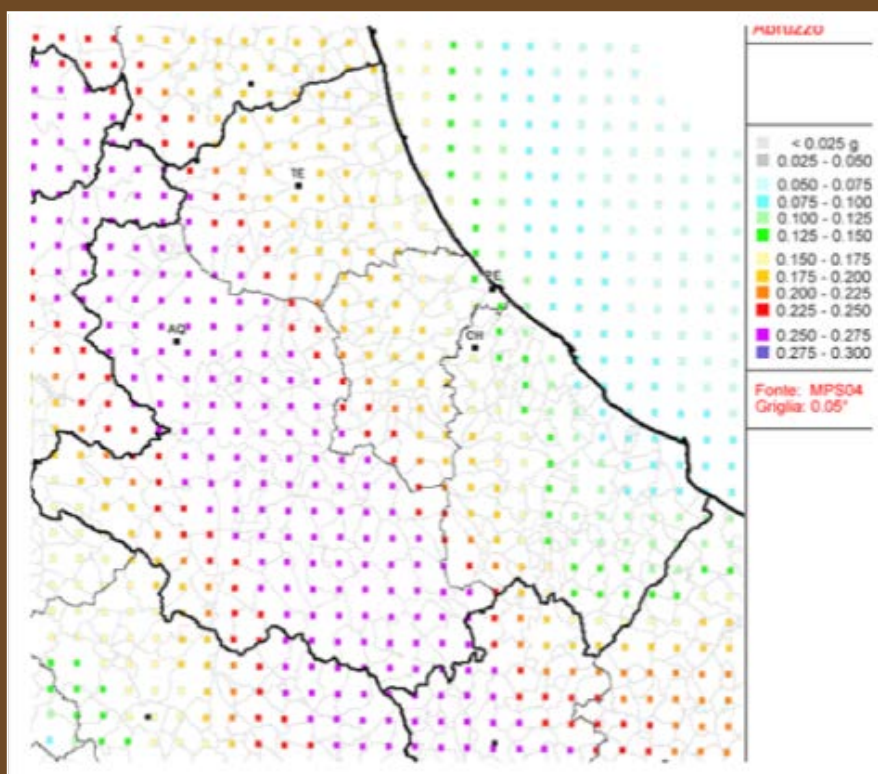 Abruzzo
TE
PE
AQ
CH
< 0.025 g
0.025 - 0.050
0.050 - 0.075
0.075 - 0.100
0.100 - 0.125
0.125 - 0.150
0.150 - 0.175
0.175 - 0.200
0.200 - 0.225
0.225 - 0.250
0.250 - 0.275
0.275 - 0.300
Fonte: MPS04
Griglia: 0.05°